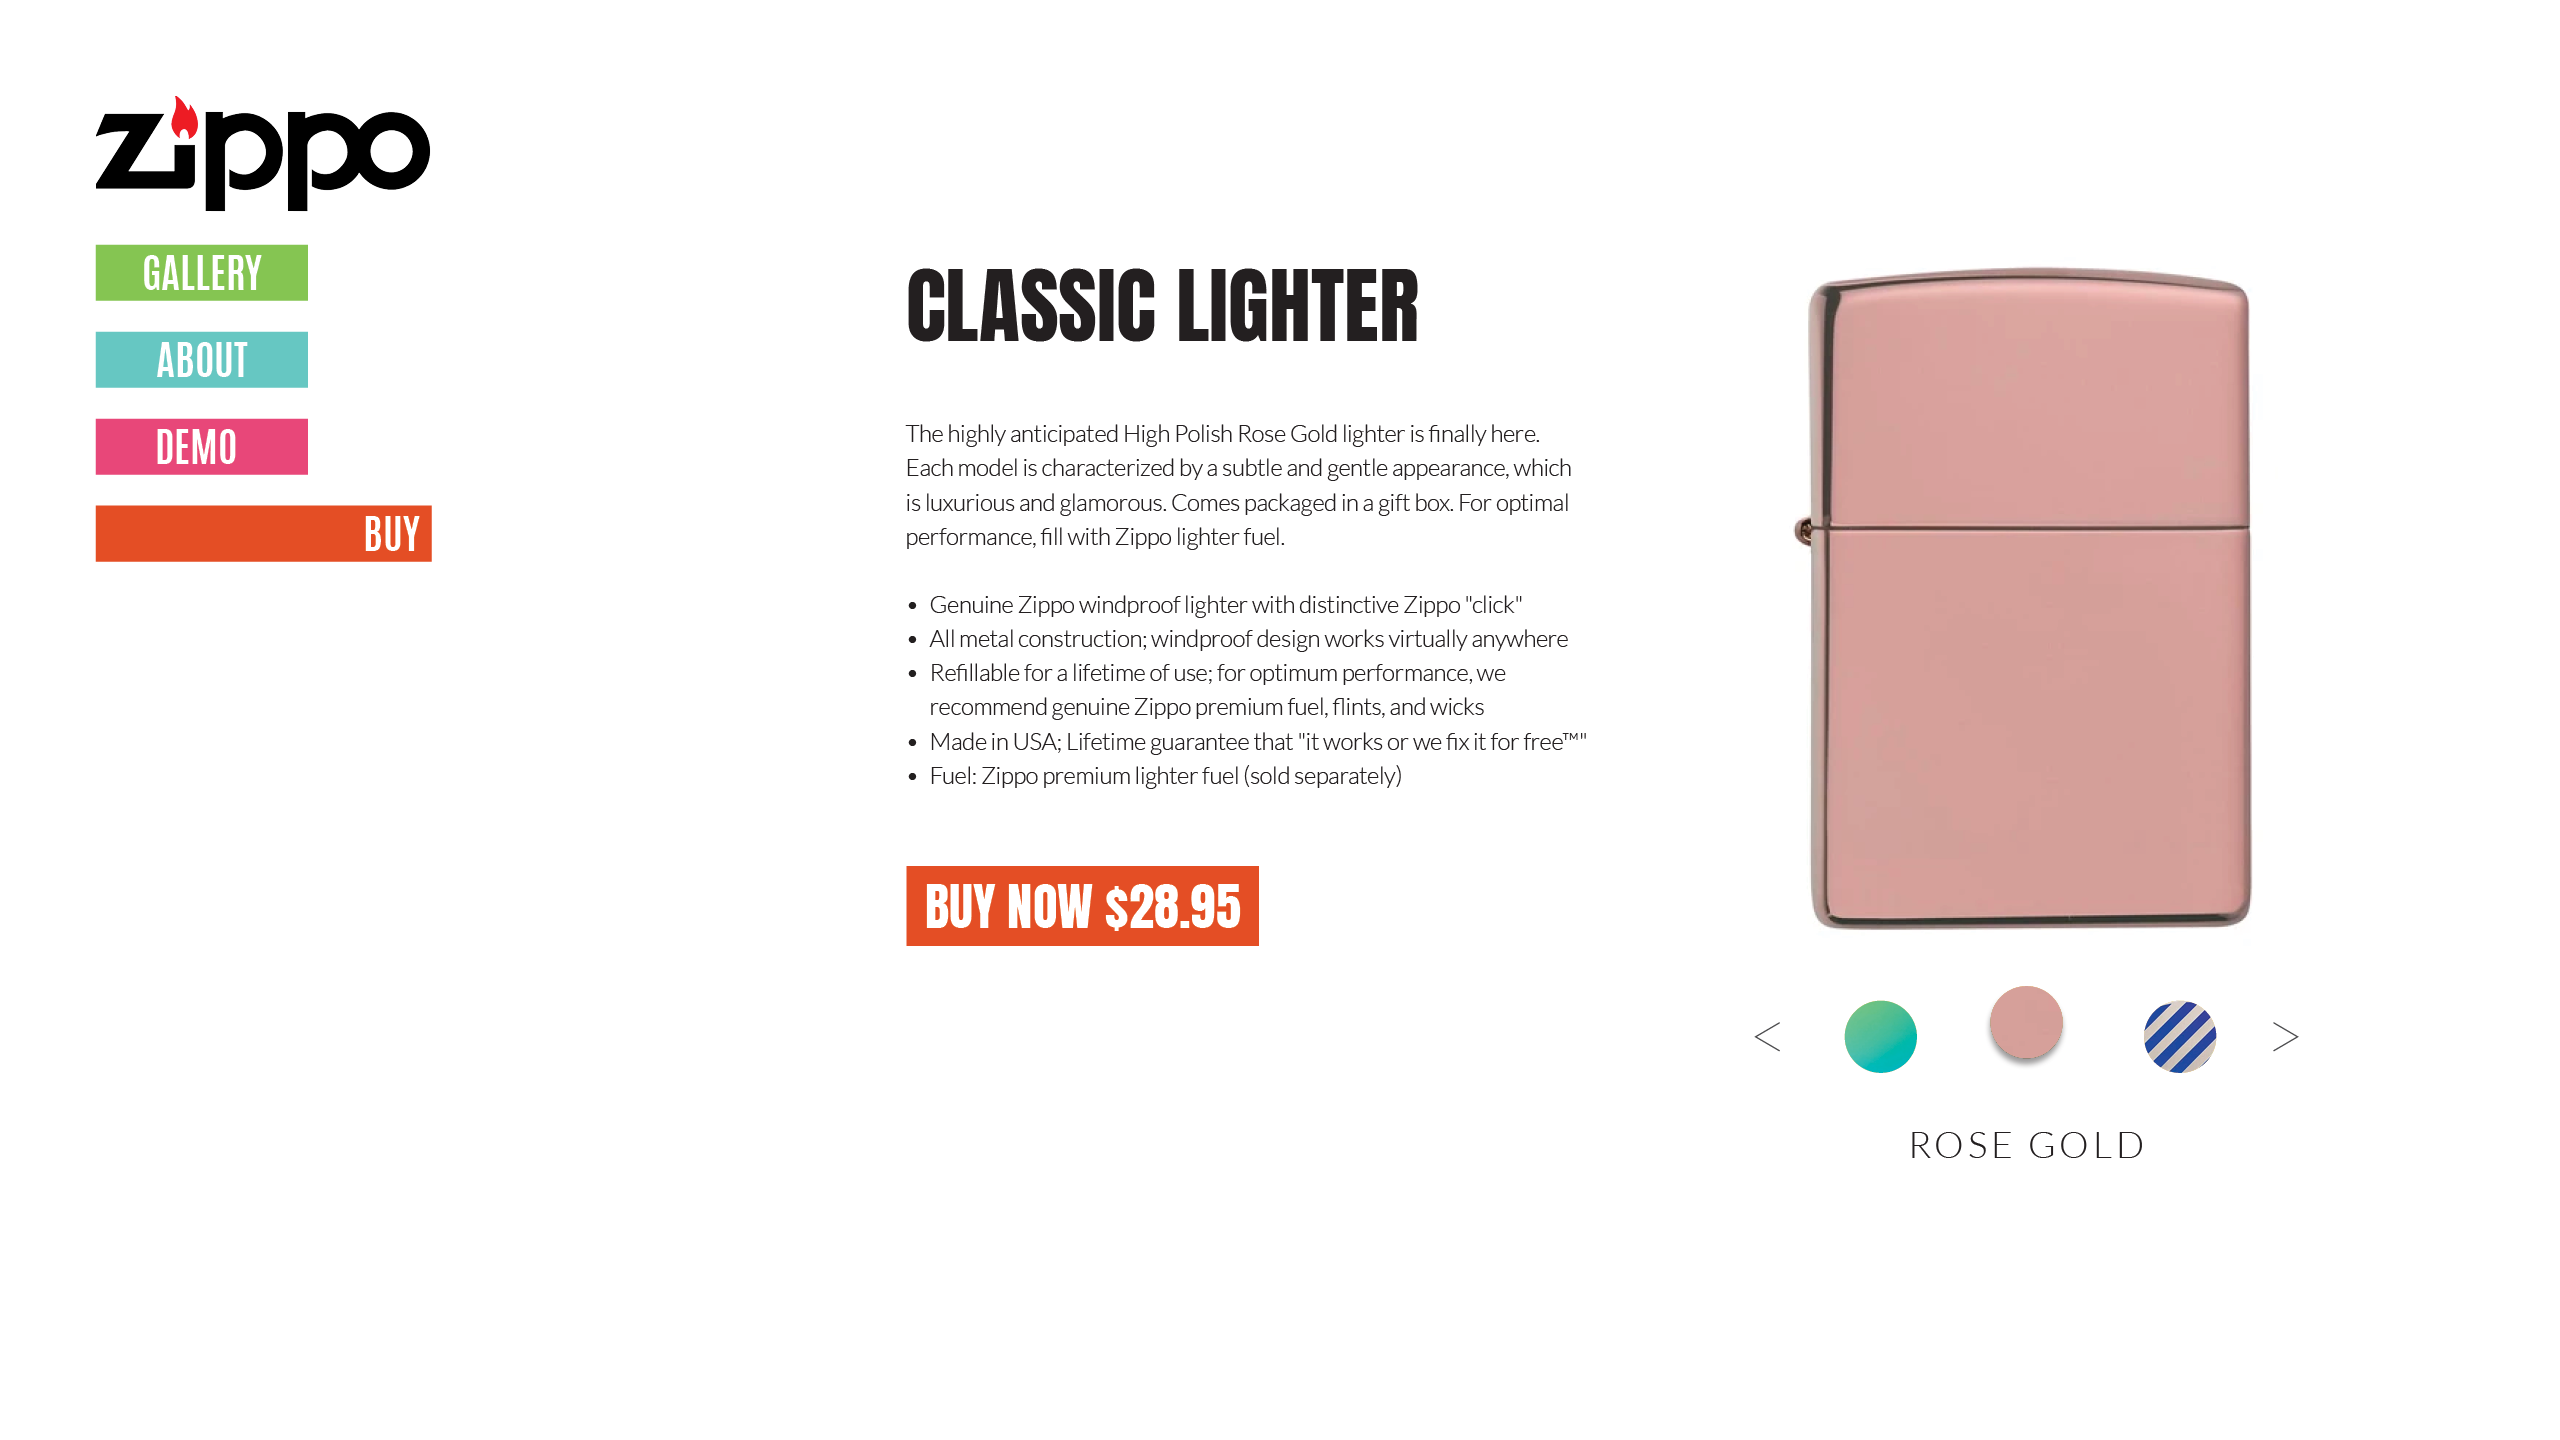 zippo
GALLERY
ABOUT
DEMO
BUY
CLASSIC LIGHTER
The highly anticipated High Polish Rose Gold lighter is finally here.
Each model is characterized by a subtle and gentle appearance, which
is luxurious and glamorous. Comes packaged in a gift box. For optimal
performance, fill with Zippo lighter fuel.
• Genuine Zippo windproof lighter with distinctive Zippo "click"
• All metal construction; windproof design works virtually anywhere
• Refillable for a lifetime of use; for optimum performance, we
recommend genuine Zippo premium fuel, flints, and wicks
• Made in USA; Lifetime guarantee that "it works or we fix it for free™"
• Fuel: Zippo premium lighter fuel (sold separately)
BUY NOW $28.95
< >
ROSE GOLD